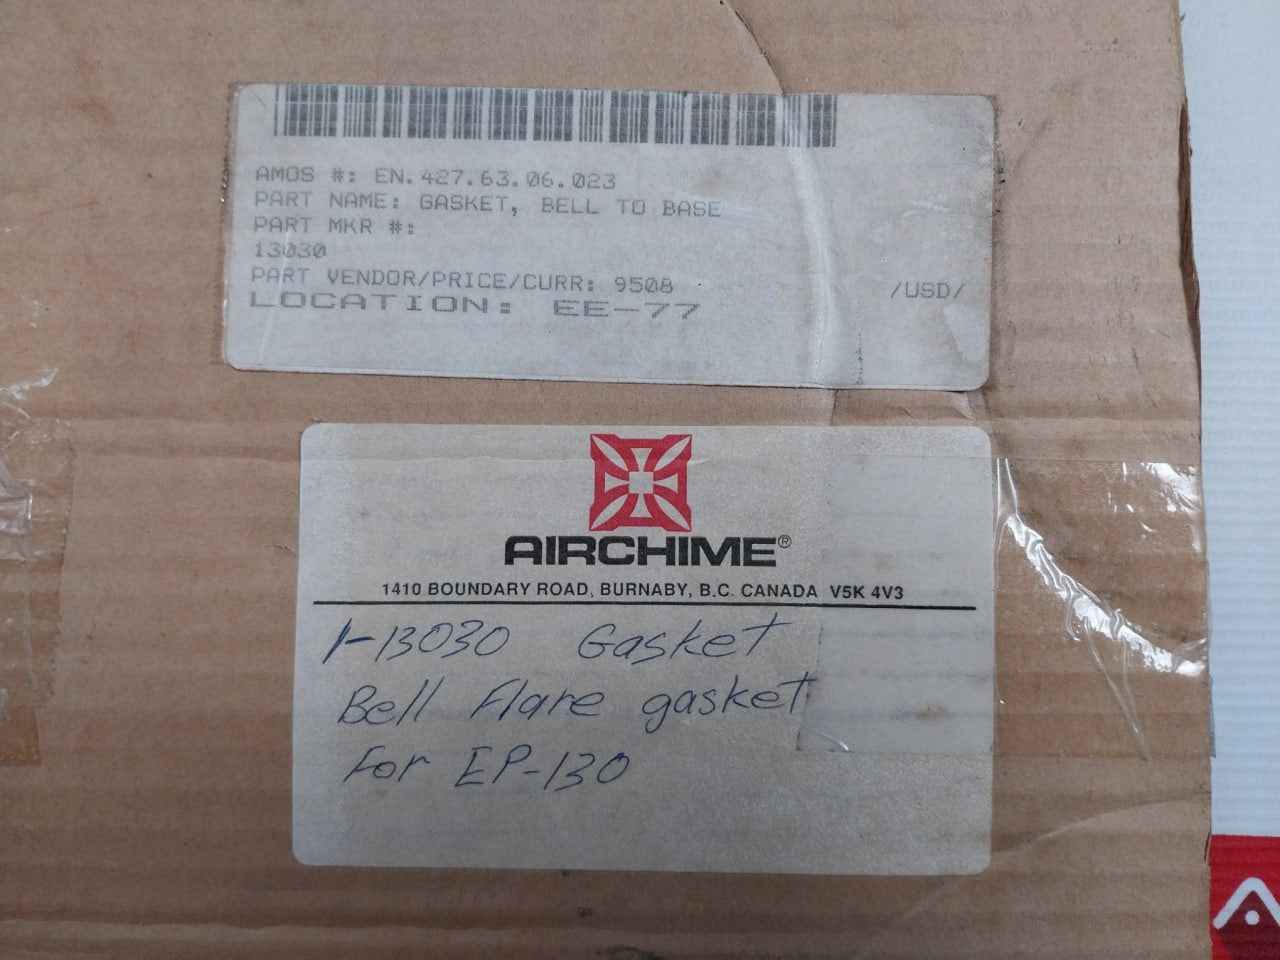 AMOS #: EN.427.63.06.023
PART NAME: GASKET, BELL TO BASE
PART MKR #:
13030
PART VENDOR/PRICE/CURR: 9508 /USD/
LOCATION: EE-77
AIRCHIME®
1410 BOUNDARY ROAD, BURNABY, B.C. CANADA V5K 4V3
1-13030 Gasket
Bell flare gasket
for EP-130